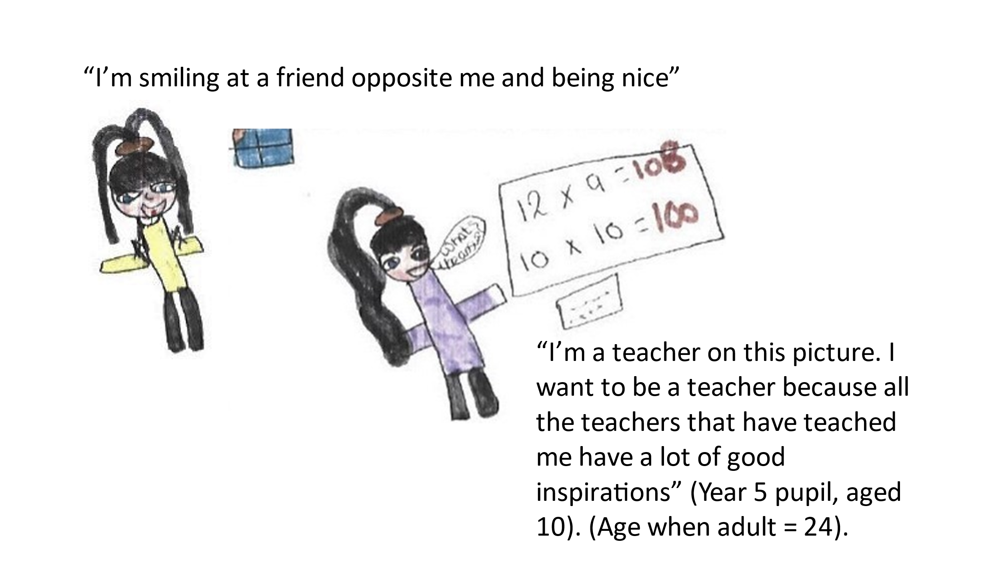 “I’m smiling at a friend opposite me and being nice”
12 x 9 = 108
10 x 10 = 100
What's
“I’m a teacher on this picture. I
want to be a teacher because all
the teachers that have teached
me have a lot of good
inspirations” (Year 5 pupil, aged
10). (Age when adult = 24).